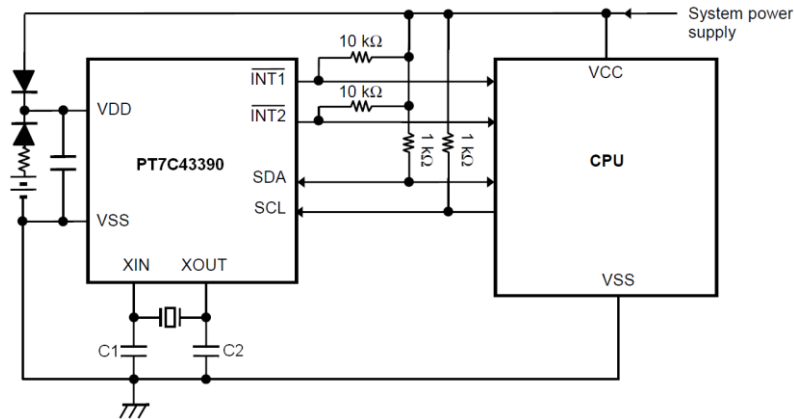 System power
supply
10 kΩ
INT1
VCC
10 kΩ
VDD
INT2
1 kΩ
1 kΩ
PT7C43390
CPU
SDA
SCL
VSS
XIN
XOUT
VSS
C1
C2